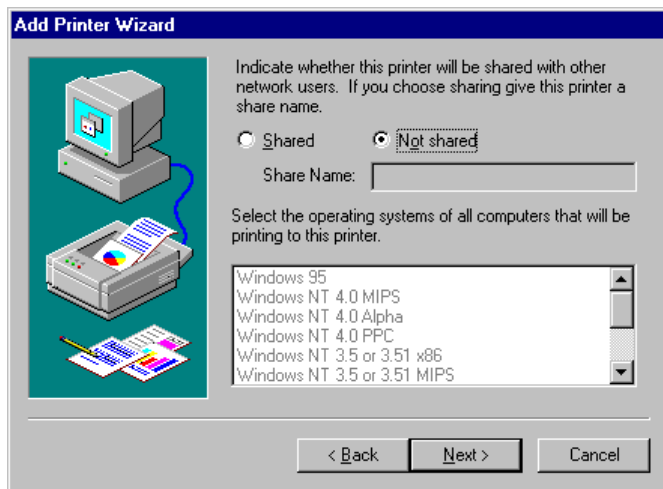 Add Printer Wizard
Indicate whether this printer will be shared with other
network users. If you choose sharing give this printer a
share name.
Shared Not shared
Share Name:
Select the operating systems of all computers that will be
printing to this printer.
Windows 95
Windows NT 4.0 MIPS
Windows NT 4.0 Alpha
Windows NT 4.0 PPC
Windows NT 3.5 or 3.51 x86
Windows NT 3.5 or 3.51 MIPS
< Back Next > Cancel